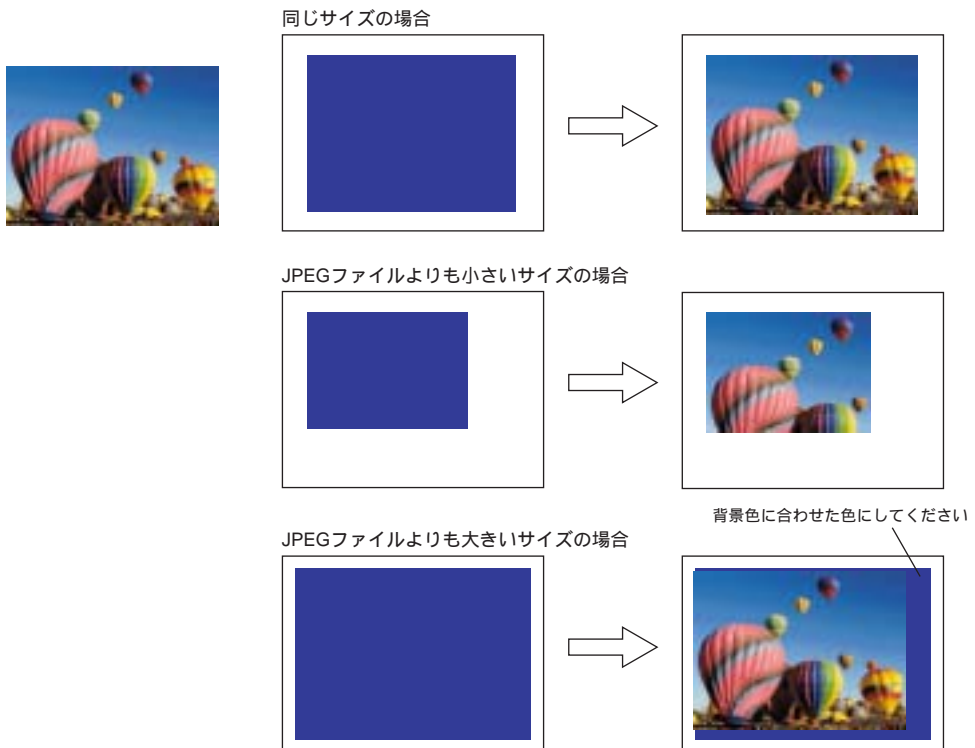 同じサイズの場合
JPEGファイルよりも小さいサイズの場合
背景色に合わせた色にしてください
JPEGファイルよりも大きいサイズの場合